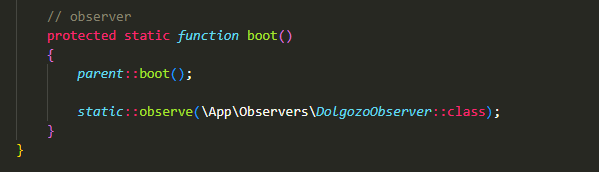 // observer
protected static function boot()
{
parent::boot();
static::observe(\App\Observers\DolgozoObserver::class);
}
}